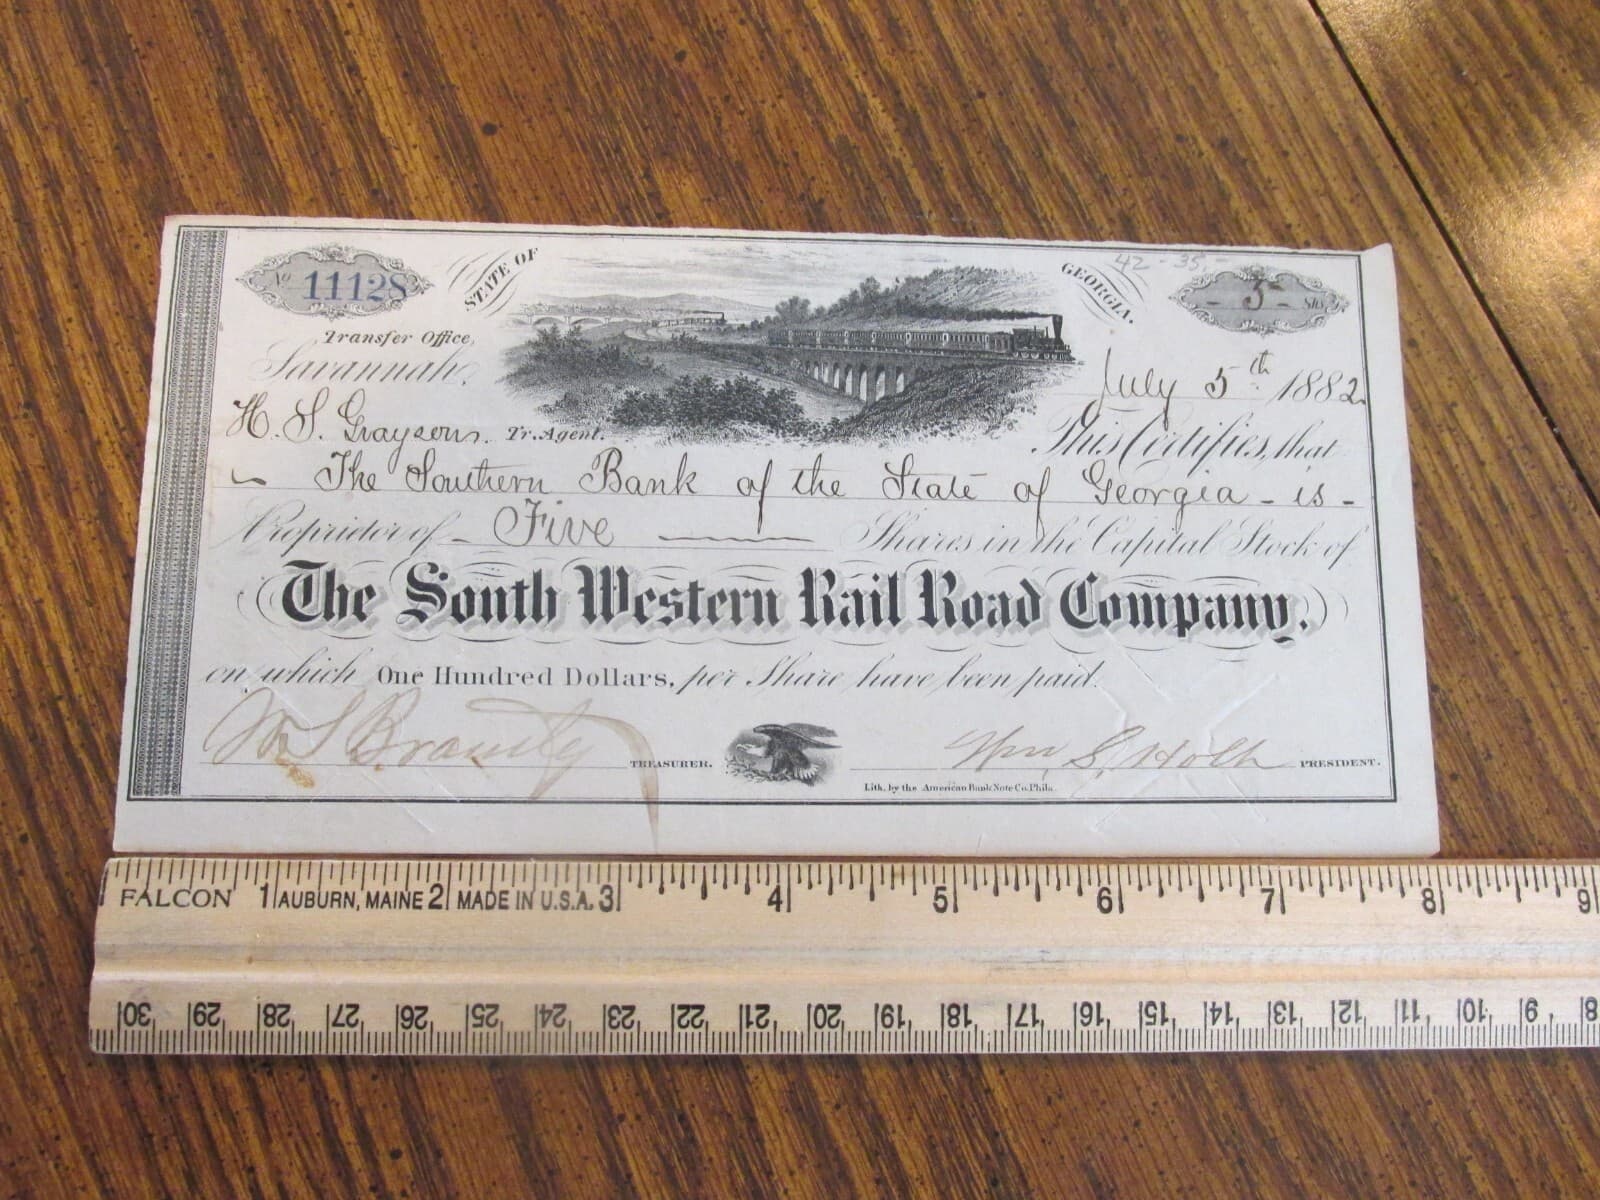 No 11128
STATE OF
GEORGIA.
42 - 35.-
- 5 - Shs.
Transfer Office,
Savannah,
July 5th 1882
H. S. Grayson. Tr. Agent.
This Certifies, that
The Southern Bank of the State of Georgia - is -
Proprietor of - Five Shares in the Capital Stock of
The South Western Rail Road Company.
on which One Hundred Dollars, per Share have been paid.
TREASURER.
Wm. S. Holt PRESIDENT.
Lith. by the American Bank Note Co. Phila.
FALCON 1 AUBURN, MAINE 2 MADE IN U.S.A. 3 4 5 6 7 8 9
30 29 28 27 26 25 24 23 22 21 20 19 18 17 16 15 14 13 12 11 10 9 8